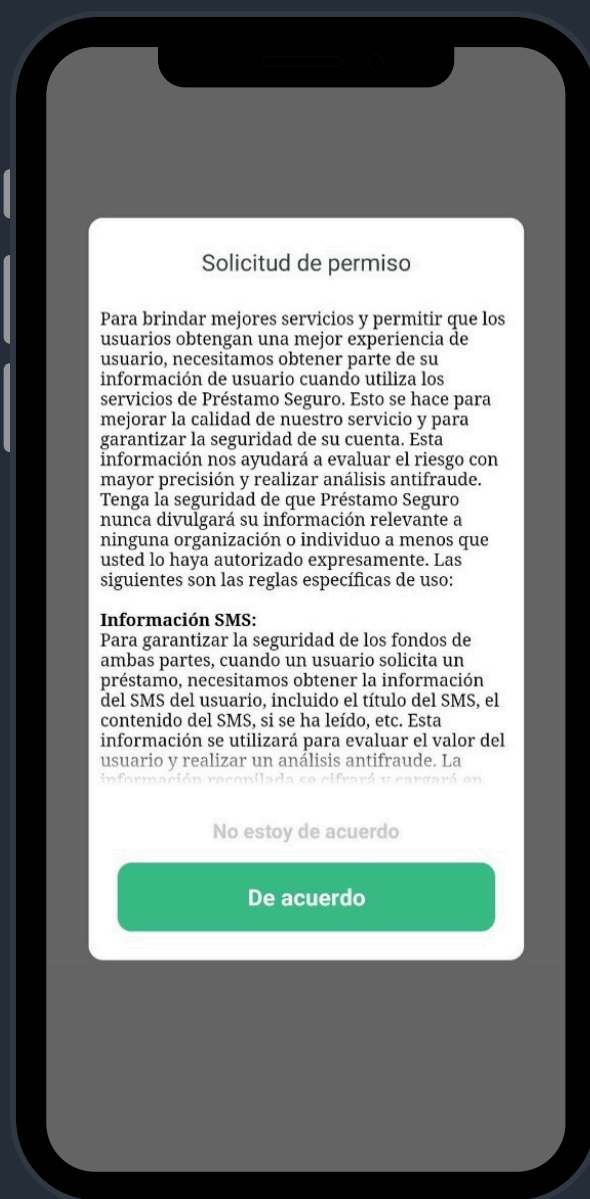 Solicitud de permiso
Para brindar mejores servicios y permitir que los
usuarios obtengan una mejor experiencia de
usuario, necesitamos obtener parte de su
información de usuario cuando utiliza los
servicios de Préstamo Seguro. Esto se hace para
mejorar la calidad de nuestro servicio y para
garantizar la seguridad de su cuenta. Esta
información nos ayudará a evaluar el riesgo con
mayor precisión y realizar análisis antifraude.
Tenga la seguridad de que Préstamo Seguro
nunca divulgará su información relevante a
ninguna organización o individuo a menos que
usted lo haya autorizado expresamente. Las
siguientes son las reglas específicas de uso:
Información SMS:
Para garantizar la seguridad de los fondos de
ambas partes, cuando un usuario solicita un
préstamo, necesitamos obtener la información
del SMS del usuario, incluido el título del SMS, el
contenido del SMS, si se ha leído, etc. Esta
información se utilizará para evaluar el valor del
usuario y realizar un análisis antifraude. La
información recopilada se cifrará y cargará en
No estoy de acuerdo
De acuerdo